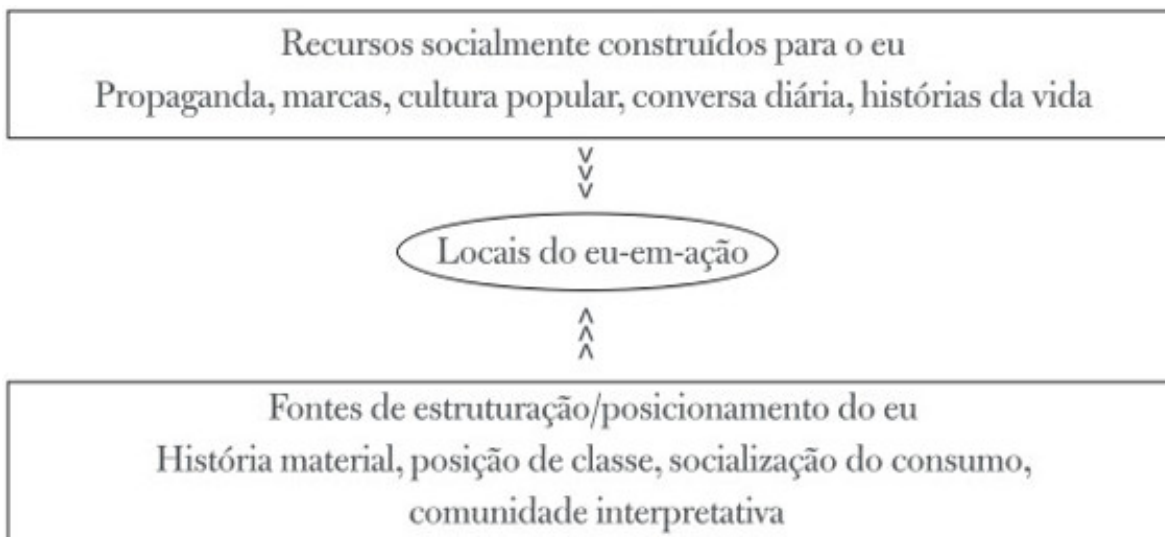 Recursos socialmente construídos para o eu
Propaganda, marcas, cultura popular, conversa diária, histórias da vida
Locais do eu-em-ação
Fontes de estruturação/posicionamento do eu
História material, posição de classe, socialização do consumo,
comunidade interpretativa